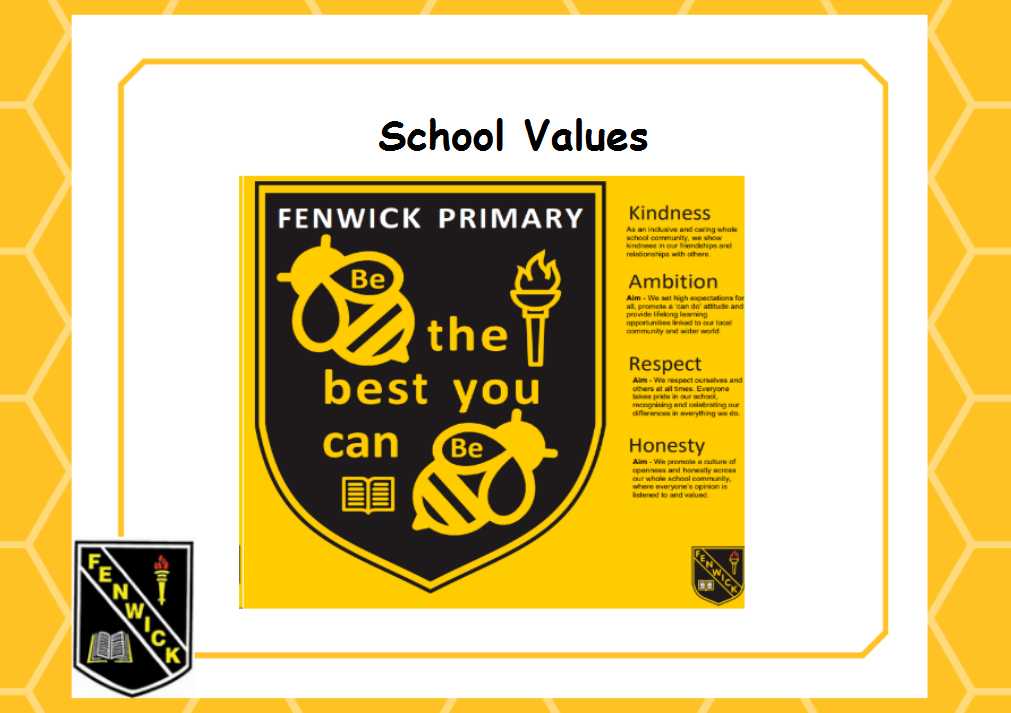 School Values
FENWICK PRIMARY
Be
the
best you
can
Be
Kindness
As an inclusive and caring whole
school community, we show
kindness in our friendships and
relationships with others.
Ambition
Aim - We set high expectations for
all, promote a 'can do' attitude and
provide lifelong learning
opportunities linked to our local
community and wider world.
Respect
Aim - We respect ourselves and
others at all times. Everyone
takes pride in our school,
recognising and celebrating our
differences in everything we do.
Honesty
Aim - We promote a culture of
openness and honestly across
our whole school community,
where everyone's opinion is
listened to and valued.
FENWICK
FENWICK